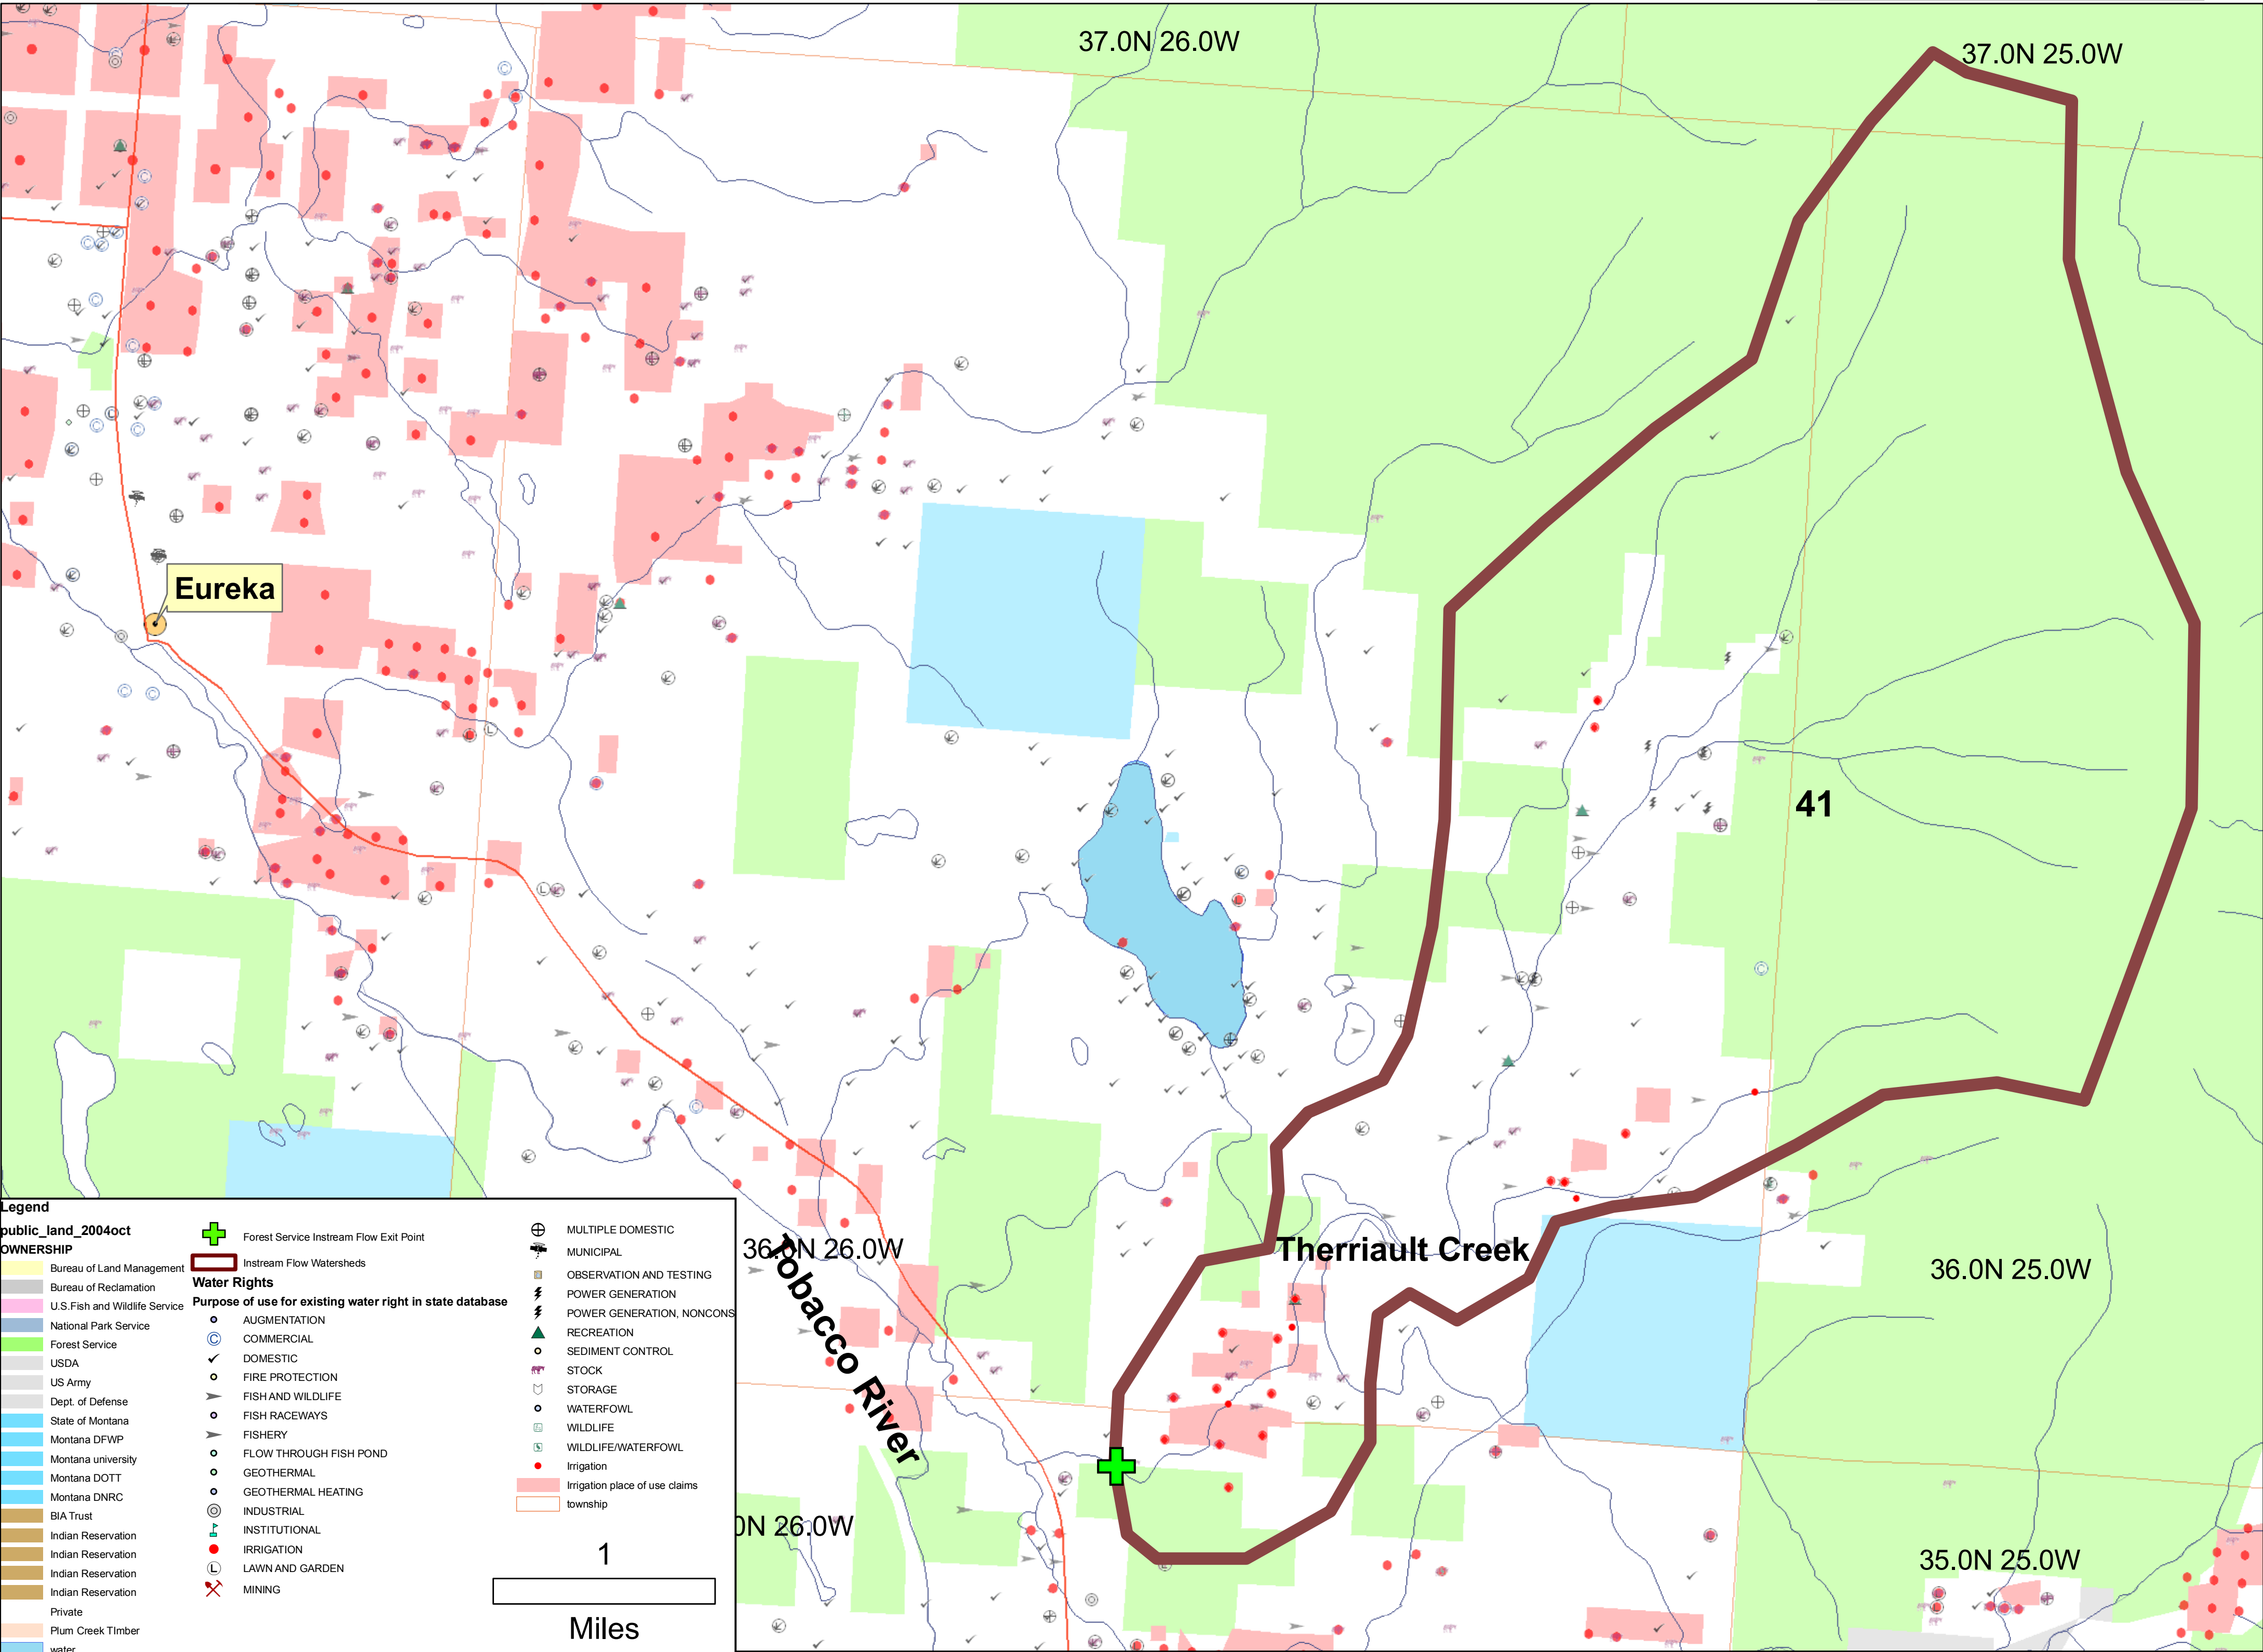 37.0N 26.0W
37.0N 25.0W
Eureka
41
Therriault Creek
36.0N 26.0W
Tobacco River
36.0N 25.0W
0N 26.0W
35.0N 25.0W
Legend
public_land_2004oct
OWNERSHIP
Bureau of Land Management
Bureau of Reclamation
U.S.Fish and Wildlife Service
National Park Service
Forest Service
USDA
US Army
Dept. of Defense
State of Montana
Montana DFWP
Montana university
Montana DOTT
Montana DNRC
BIA Trust
Indian Reservation
Indian Reservation
Indian Reservation
Indian Reservation
Private
Plum Creek TImber
water
Forest Service Instream Flow Exit Point
Instream Flow Watersheds
Water Rights
Purpose of use for existing water right in state database
AUGMENTATION
COMMERCIAL
DOMESTIC
FIRE PROTECTION
FISH AND WILDLIFE
FISH RACEWAYS
FISHERY
FLOW THROUGH FISH POND
GEOTHERMAL
GEOTHERMAL HEATING
INDUSTRIAL
INSTITUTIONAL
IRRIGATION
LAWN AND GARDEN
MINING
MULTIPLE DOMESTIC
MUNICIPAL
OBSERVATION AND TESTING
POWER GENERATION
POWER GENERATION, NONCONS
RECREATION
SEDIMENT CONTROL
STOCK
STORAGE
WATERFOWL
WILDLIFE
WILDLIFE/WATERFOWL
Irrigation
Irrigation place of use claims
township
1
Miles